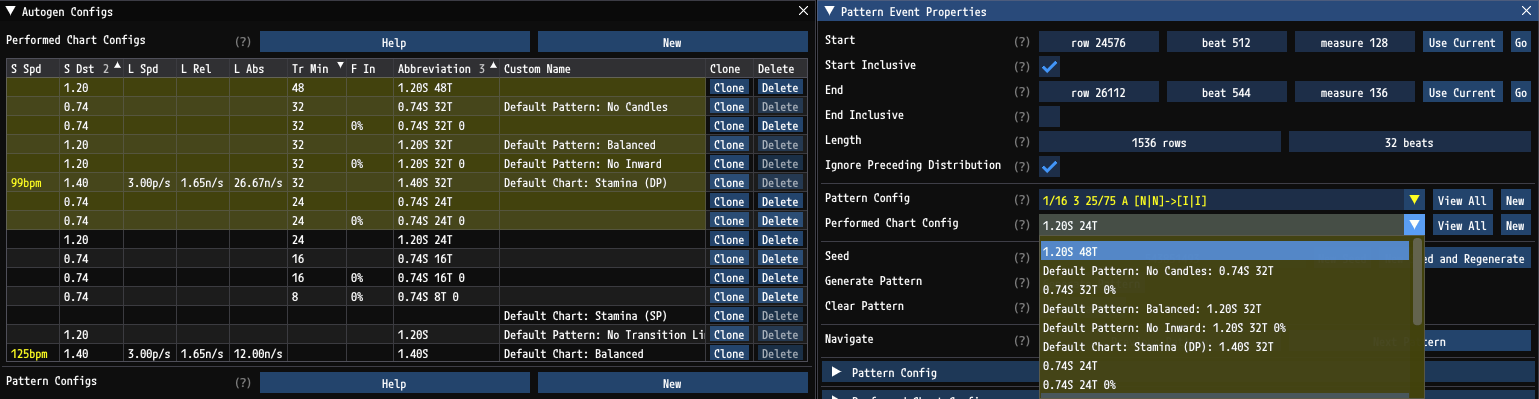 Autogen Configs
Performed Chart Configs (?) Help New
S Spd S Dst 2 L Spd L Rel L Abs Tr Min F In Abbreviation 3 Custom Name Clone Delete
1.20 48 1.20S 48T Clone Delete
0.74 32 0.74S 32T Default Pattern: No Candles Clone Delete
0.74 32 0% 0.74S 32T 0 Clone Delete
1.20 32 1.20S 32T Default Pattern: Balanced Clone Delete
1.20 32 0% 1.20S 32T 0 Default Pattern: No Inward Clone Delete
99bpm 1.40 3.00p/s 1.65n/s 26.67n/s 32 1.40S 32T Default Chart: Stamina (DP) Clone Delete
0.74 24 0.74S 24T Clone Delete
0.74 24 0% 0.74S 24T 0 Clone Delete
1.20 24 1.20S 24T Clone Delete
0.74 16 0.74S 16T Clone Delete
0.74 16 0% 0.74S 16T 0 Clone Delete
0.74 8 0% 0.74S 8T 0 Clone Delete
Default Chart: Stamina (SP) Clone Delete
1.20 1.20S Default Pattern: No Transition Li Clone Delete
125bpm 1.40 3.00p/s 1.65n/s 12.00n/s 1.40S Default Chart: Balanced Clone Delete
Pattern Configs (?) Help New
Pattern Event Properties
Start (?) row 24576 beat 512 measure 128 Use Current Go
Start Inclusive (?)
End (?) row 26112 beat 544 measure 136 Use Current Go
End Inclusive (?)
Length (?) 1536 rows 32 beats
Ignore Preceding Distribution (?)
Pattern Config (?) 1/16 3 25/75 A [N|N]->[I|I] View All New
Performed Chart Config (?) 1.20S 24T View All New
1.20S 48T
Default Pattern: No Candles: 0.74S 32T
0.74S 32T 0%
Default Pattern: Balanced: 1.20S 32T
Default Pattern: No Inward: 1.20S 32T 0%
Default Chart: Stamina (DP): 1.40S 32T
0.74S 24T
0.74S 24T 0%
Seed (?) ed and Regenerate
Generate Pattern (?)
Clear Pattern (?)
Navigate (?) ttern
Pattern Config